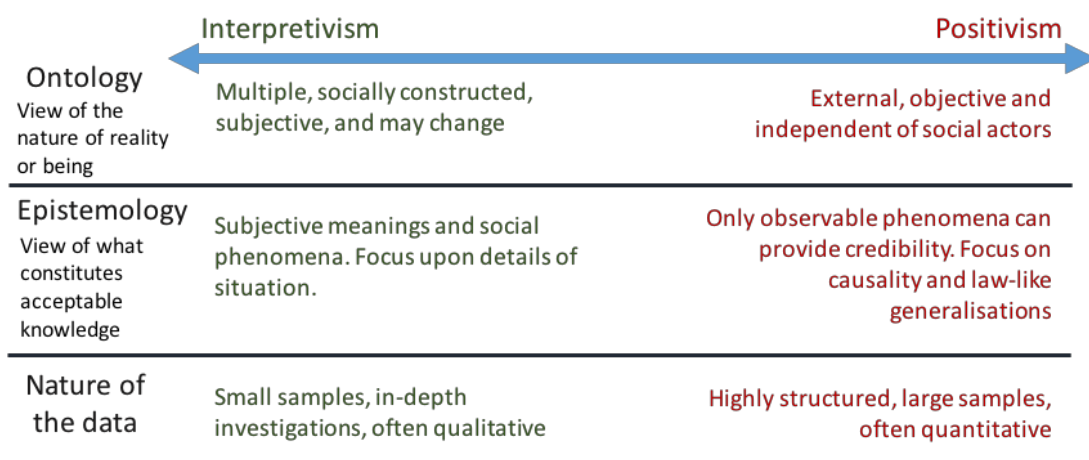 Interpretivism
Positivism
Ontology
View of the
nature of reality
or being
Multiple, socially constructed,
subjective, and may change
External, objective and
independent of social actors
Epistemology
View of what
constitutes
acceptable
knowledge
Subjective meanings and social
phenomena. Focus upon details of
situation.
Only observable phenomena can
provide credibility. Focus on
causality and law-like
generalisations
Nature of
the data
Small samples, in-depth
investigations, often qualitative
Highly structured, large samples,
often quantitative